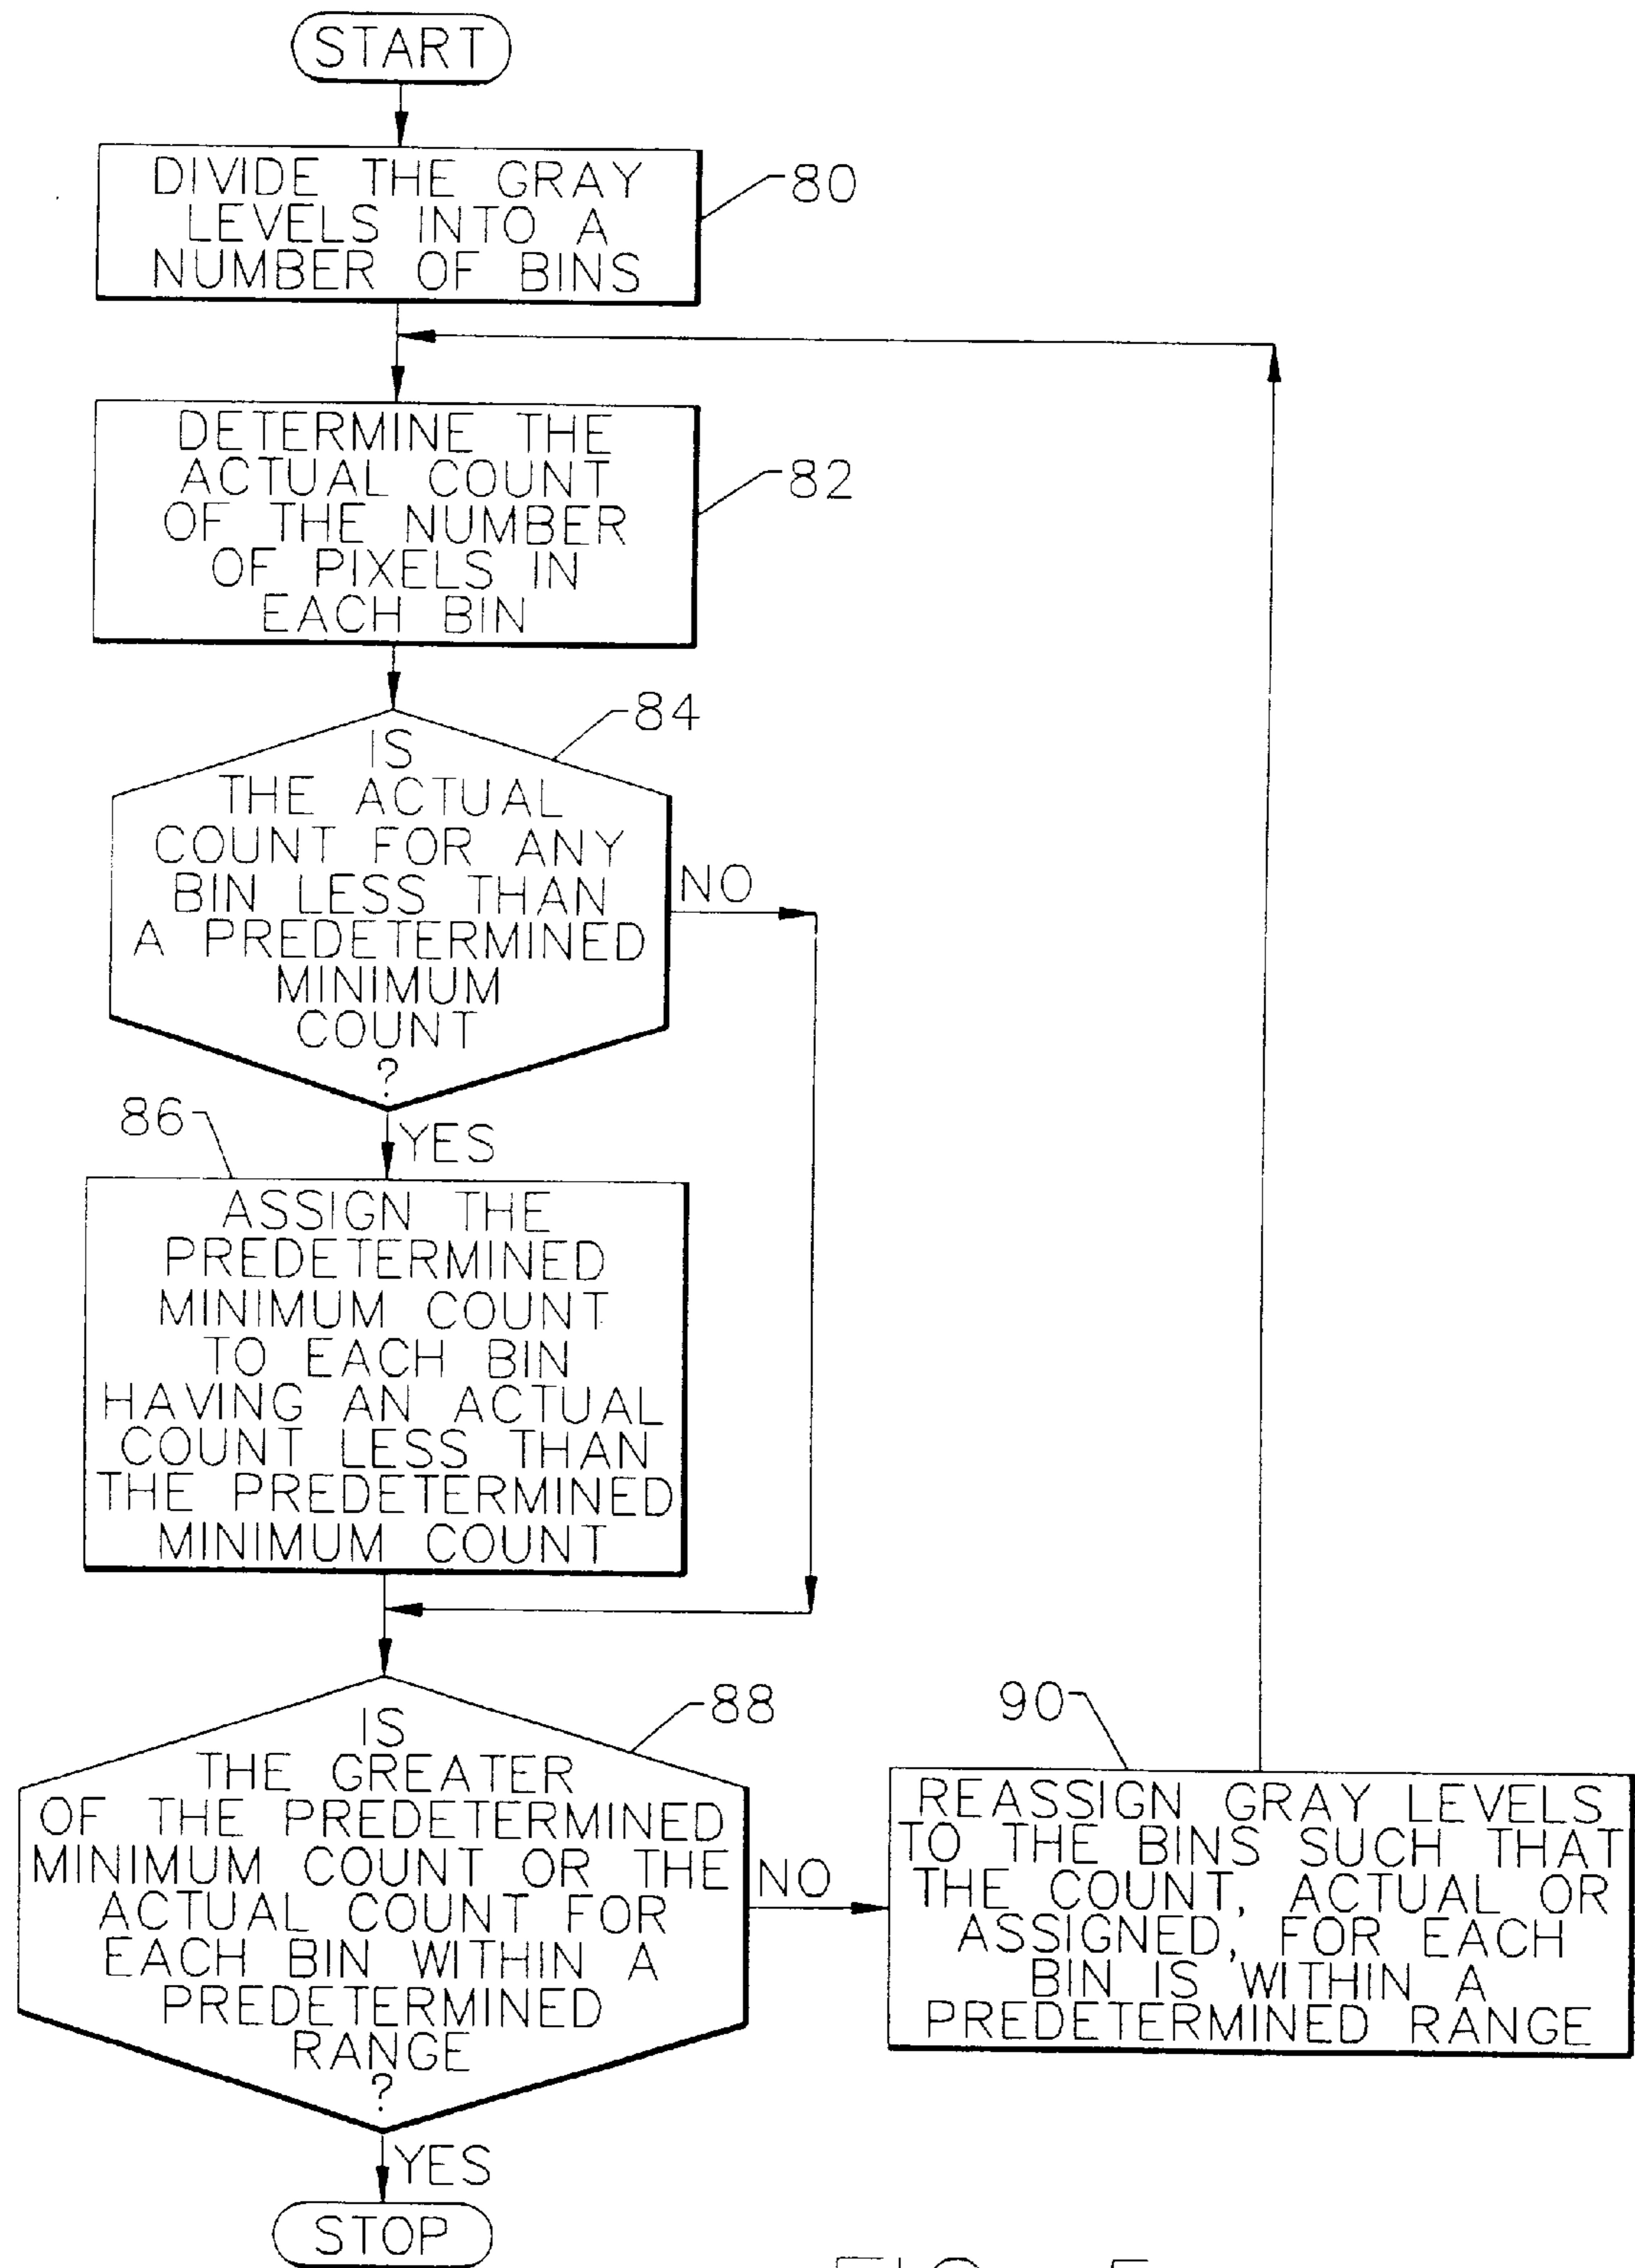 START
DIVIDE THE GRAY
LEVELS INTO A
NUMBER OF BINS
80
DETERMINE THE
ACTUAL COUNT
OF THE NUMBER
OF PIXELS IN
EACH BIN
82
84
IS
THE ACTUAL
COUNT FOR ANY
BIN LESS THAN
A PREDETERMINED
MINIMUM
COUNT
?
NO
YES
86
ASSIGN THE
PREDETERMINED
MINIMUM COUNT
TO EACH BIN
HAVING AN ACTUAL
COUNT LESS THAN
THE PREDETERMINED
MINIMUM COUNT
88
IS
THE GREATER
OF THE PREDETERMINED
MINIMUM COUNT OR THE
ACTUAL COUNT FOR
EACH BIN WITHIN A
PREDETERMINED
RANGE
?
NO
YES
90
REASSIGN GRAY LEVELS
TO THE BINS SUCH THAT
THE COUNT, ACTUAL OR
ASSIGNED, FOR EACH
BIN IS WITHIN A
PREDETERMINED RANGE
STOP